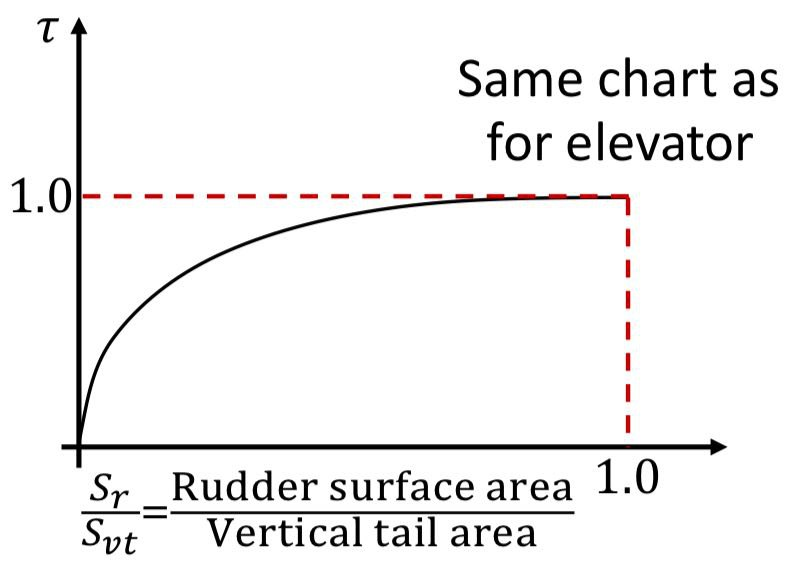 τ
Same chart as
for elevator
1.0
S_r/S_vt = Rudder surface area/Vertical tail area
1.0